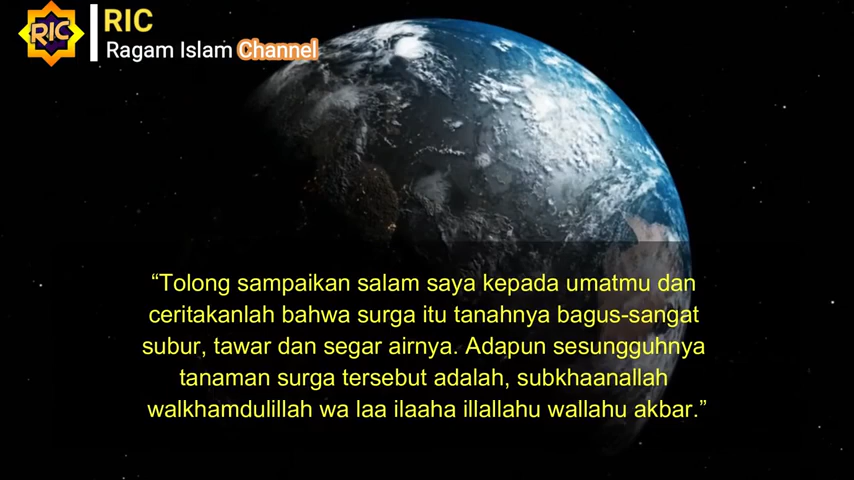 RIC
RIC
Ragam Islam Channel
“Tolong sampaikan salam saya kepada umatmu dan
ceritakanlah bahwa surga itu tanahnya bagus-sangat
subur, tawar dan segar airnya. Adapun sesungguhnya
tanaman surga tersebut adalah, subkhaanallah
walkhamdulillah wa laa ilaaha illallahu wallahu akbar.”